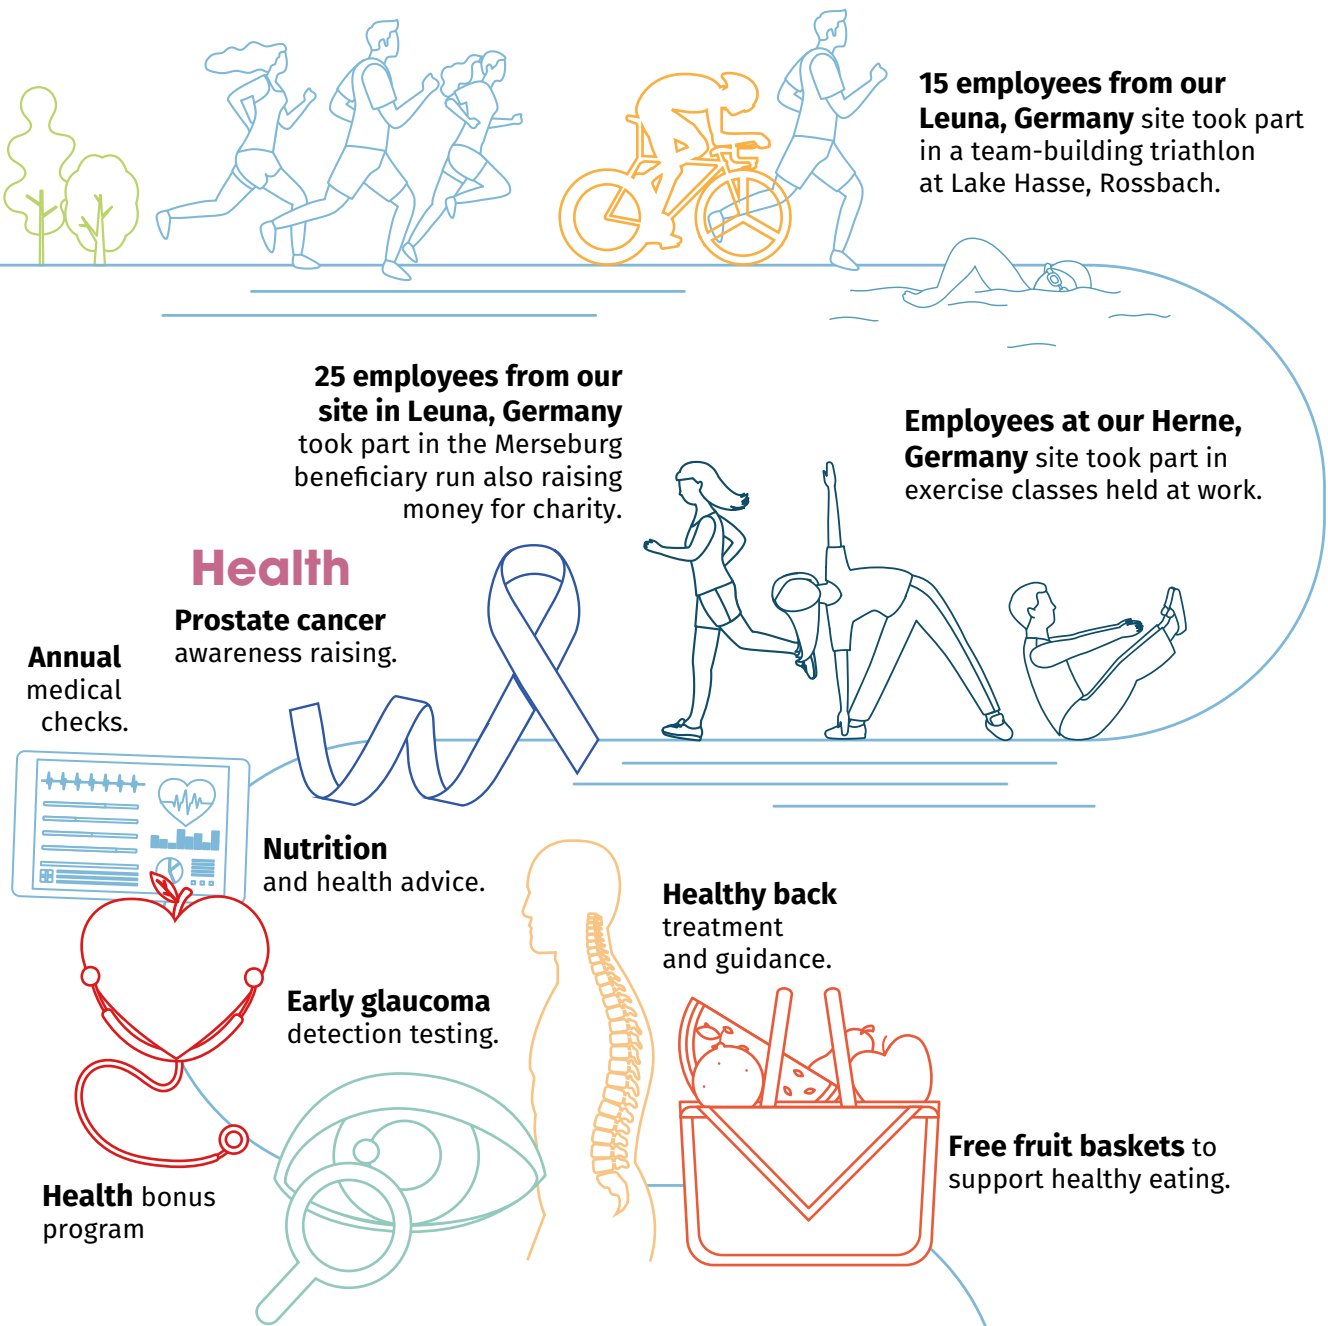 15 employees from our
Leuna, Germany site took part
in a team-building triathlon
at Lake Hasse, Rossbach.
25 employees from our
site in Leuna, Germany
took part in the Merseburg
beneficiary run also raising
money for charity.
Employees at our Herne,
Germany site took part in
exercise classes held at work.
Health
Prostate cancer
awareness raising.
Annual
medical
checks.
Nutrition
and health advice.
Healthy back
treatment
and guidance.
Early glaucoma
detection testing.
Free fruit baskets to
support healthy eating.
Health bonus
program